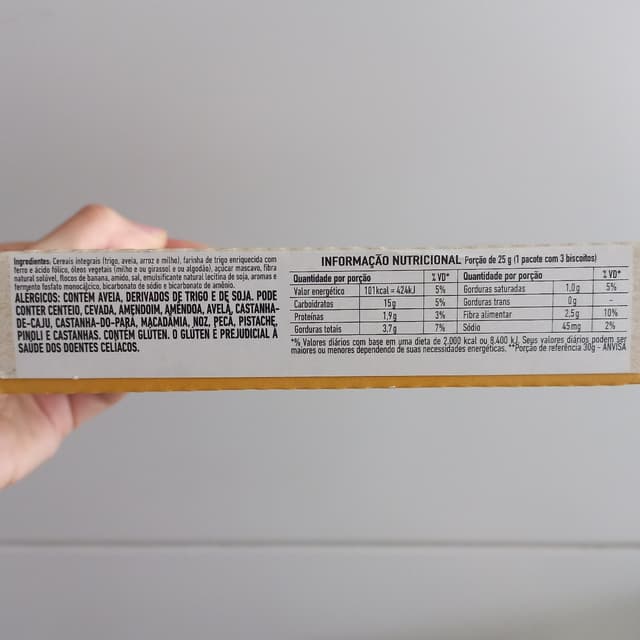 Ingredientes: Cereais integrais (trigo, aveia, arroz e milho), farinha de trigo enriquecida com
ferro e ácido fólico, óleos vegetais (milho e ou girassol e ou algodão), açúcar mascavo, fibra
natural solúvel, flocos de banana, amido, sal, emulsificante natural lecitina de soja, aromas e
fermento fosfato monocálcico, bicarbonato de sódio e bicarbonato de amônio.
ALÉRGICOS: CONTÉM AVEIA, DERIVADOS DE TRIGO E DE SOJA. PODE
CONTER CENTEIO, CEVADA, AMENDOIM, AMÊNDOA, AVELÃ, CASTANHA-
DE-CAJU, CASTANHA-DO-PARÁ, MACADÂMIA, NOZ, PECÃ, PISTACHE,
PINOLI E CASTANHAS. CONTÉM GLÚTEN. O GLÚTEN É PREJUDICIAL À
SAÚDE DOS DOENTES CELÍACOS.
INFORMAÇÃO NUTRICIONAL Porção de 25 g (1 pacote com 3 biscoitos)
Quantidade por porção % VD* Quantidade por porção % VD*
Valor energético 101kcal = 424kJ 5% Gorduras saturadas 1,0g 5%
Carboidratos 15g 5% Gorduras trans 0g -
Proteínas 1,9g 3% Fibra alimentar 2,5g 10%
Gorduras totais 3,7g 7% Sódio 45mg 2%
*% Valores diários com base em uma dieta de 2.000 kcal ou 8.400 kJ. Seus valores diários podem ser
maiores ou menores dependendo de suas necessidades energéticas. **Porção de referência 30g - ANVISA